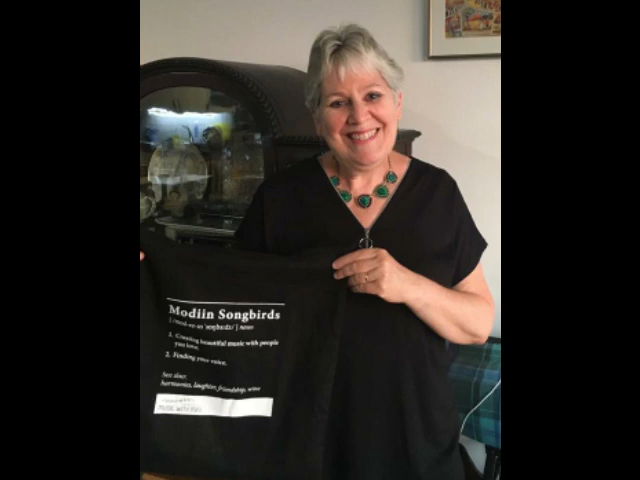 Modiin Songbirds
noun
1. Creating beautiful music with people
you love.
2. Finding your voice.
See also:
harmonies, laughter, friendship, wine